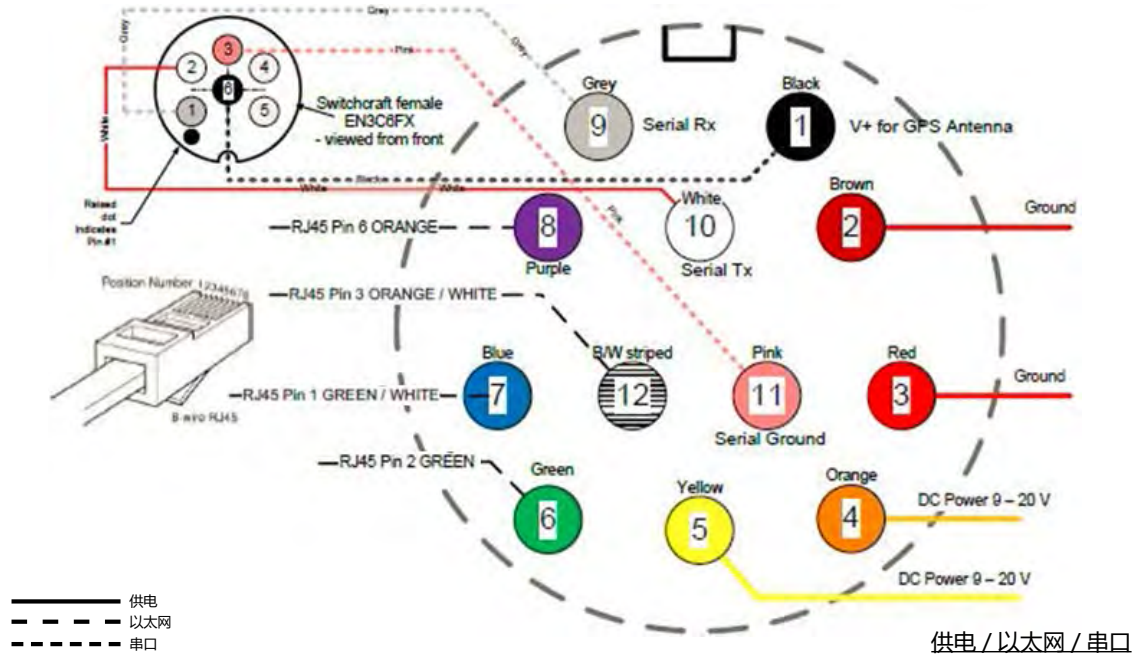 Grey
Grey
Grey
Pink
3
2
4
6
1
5
White
Switchcraft female
EN3C6FX
- viewed from front
Black
White
White
Raised
dot
indicates
Pin #1
Grey
9
Serial Rx
Black
1
V+ for GPS Antenna
White
10
Serial Tx
Brown
2
Ground
RJ45 Pin 6 ORANGE
8
Purple
Pink
Position Number 12345678
8-wire RJ45
RJ45 Pin 3 ORANGE / WHITE
B/W striped
12
Pink
11
Serial Ground
Red
3
Ground
Blue
7
RJ45 Pin 1 GREEN / WHITE
RJ45 Pin 2 GREEN
Green
6
Yellow
5
Orange
4
DC Power 9 – 20 V
DC Power 9 – 20 V
供电
以太网
串口
供电 / 以太网 / 串口